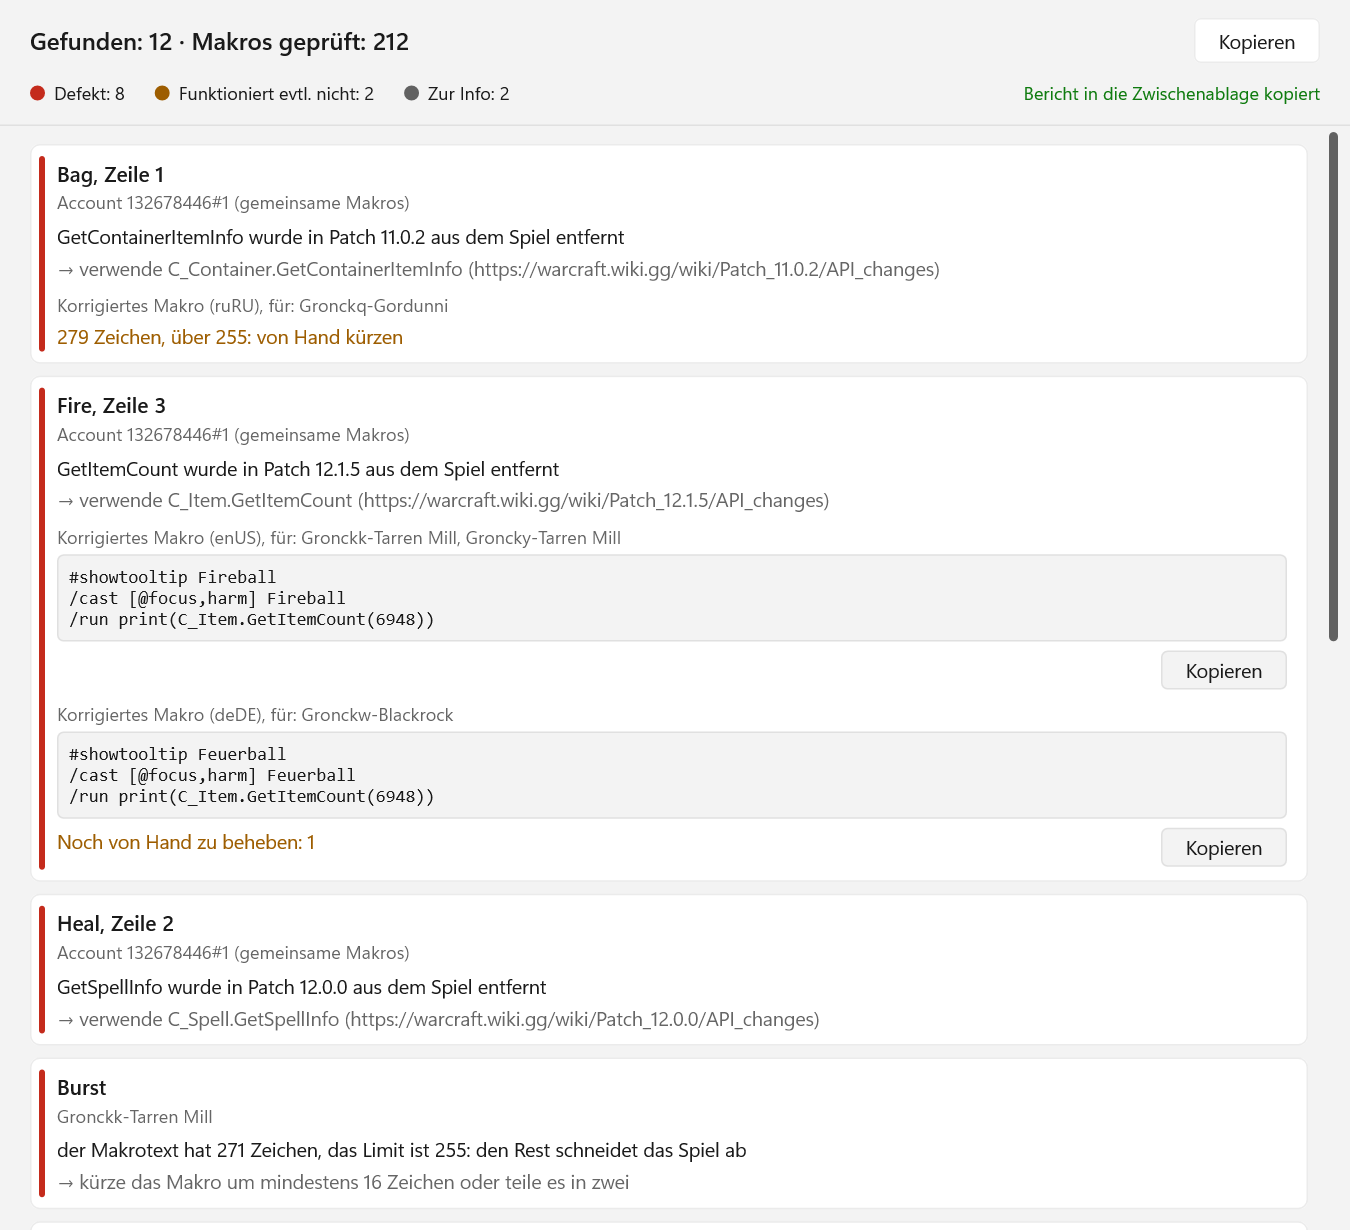 Gefunden: 12 · Makros geprüft: 212
Kopieren
Defekt: 8
Funktioniert evtl. nicht: 2
Zur Info: 2
Bericht in die Zwischenablage kopiert
Bag, Zeile 1
Account 132678446#1 (gemeinsame Makros)
GetContainerItemInfo wurde in Patch 11.0.2 aus dem Spiel entfernt
→ verwende C_Container.GetContainerItemInfo (https://warcraft.wiki.gg/wiki/Patch_11.0.2/API_changes)
Korrigiertes Makro (ruRU), für: Gronckq-Gordunni
279 Zeichen, über 255: von Hand kürzen
Fire, Zeile 3
Account 132678446#1 (gemeinsame Makros)
GetItemCount wurde in Patch 12.1.5 aus dem Spiel entfernt
→ verwende C_Item.GetItemCount (https://warcraft.wiki.gg/wiki/Patch_12.1.5/API_changes)
Korrigiertes Makro (enUS), für: Gronckk-Tarren Mill, Groncky-Tarren Mill
#showtooltip Fireball
/cast [@focus,harm] Fireball
/run print(C_Item.GetItemCount(6948))
Kopieren
Korrigiertes Makro (deDE), für: Gronckw-Blackrock
#showtooltip Feuerball
/cast [@focus,harm] Feuerball
/run print(C_Item.GetItemCount(6948))
Noch von Hand zu beheben: 1
Kopieren
Heal, Zeile 2
Account 132678446#1 (gemeinsame Makros)
GetSpellInfo wurde in Patch 12.0.0 aus dem Spiel entfernt
→ verwende C_Spell.GetSpellInfo (https://warcraft.wiki.gg/wiki/Patch_12.0.0/API_changes)
Burst
Gronckk-Tarren Mill
der Makrotext hat 271 Zeichen, das Limit ist 255: den Rest schneidet das Spiel ab
→ kürze das Makro um mindestens 16 Zeichen oder teile es in zwei